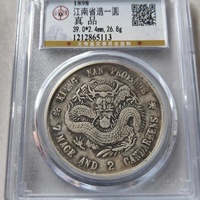 1898
江南省造一圆
真品
39.0*2.4mm,26.8g
1212865113
KIANG NAN PROVINCE
7 MACE AND 2 CANDAREENS